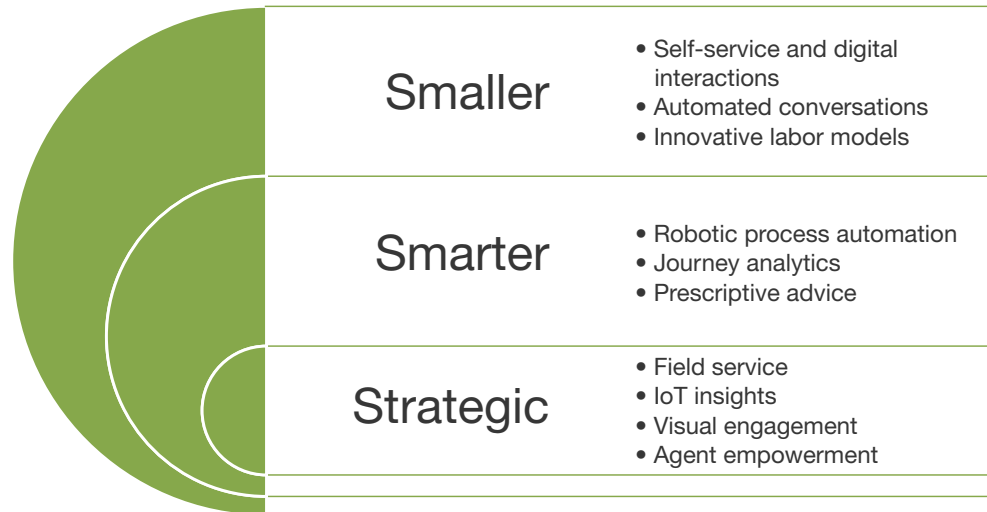 Smaller
• Self-service and digital
interactions
• Automated conversations
• Innovative labor models
Smarter
• Robotic process automation
• Journey analytics
• Prescriptive advice
Strategic
• Field service
• IoT insights
• Visual engagement
• Agent empowerment